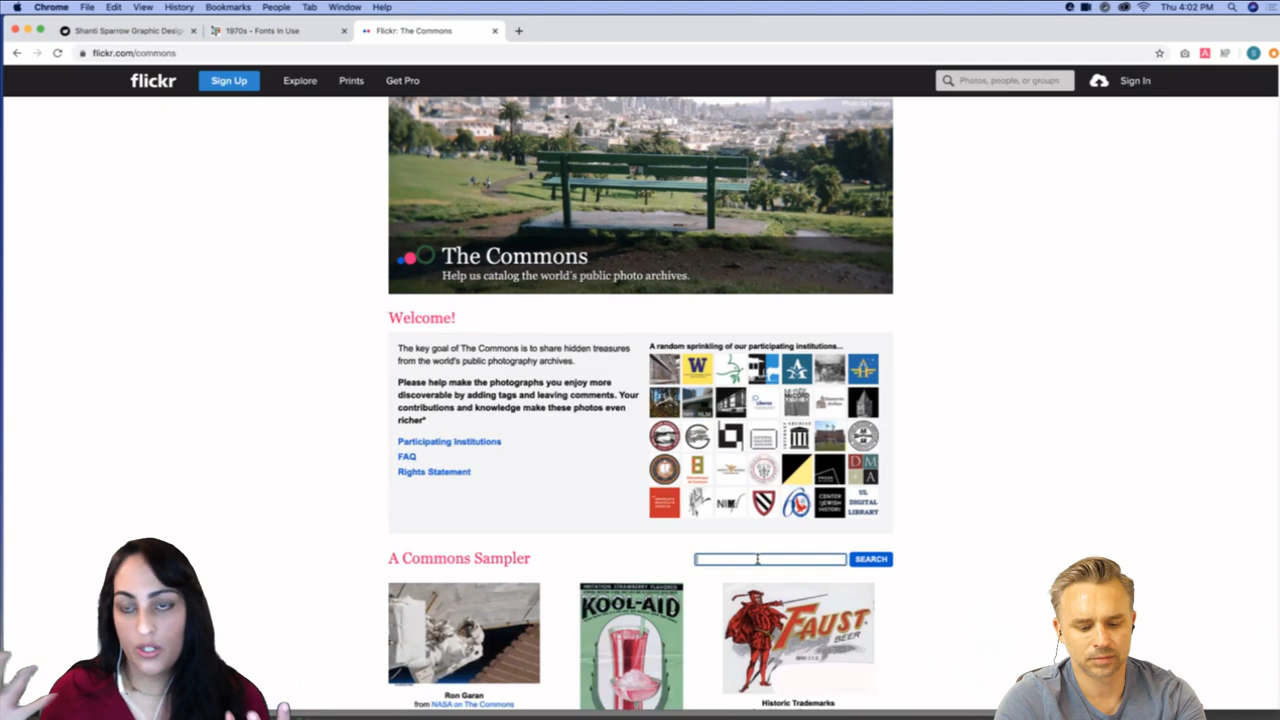 Chrome File Edit View History Bookmarks People Tab Window Help Thu 4:02 PM
Shanti Sparrow Graphic Desig
1970s - Fonts In Use
Flickr: The Commons
flickr.com/commons
flickr Sign Up Explore Prints Get Pro Photos, people, or groups Sign In
The Commons
Help us catalog the world's public photo archives.
Welcome!
The key goal of The Commons is to share hidden treasures
from the world's public photography archives.
Please help make the photographs you enjoy more
discoverable by adding tags and leaving comments. Your
contributions and knowledge make these photos even
richer*
Participating Institutions
FAQ
Rights Statement
A random sprinkling of our participating institutions...
W
CENTER
JEWISH
HISTORY
UL
DIGITAL
LIBRARY
A Commons Sampler
SEARCH
IMITATION STRAWBERRY FLAVORED
KOOL-AID
FAUST
BEER
Ron Garan
from NASA on The Commons
Historic Trademarks